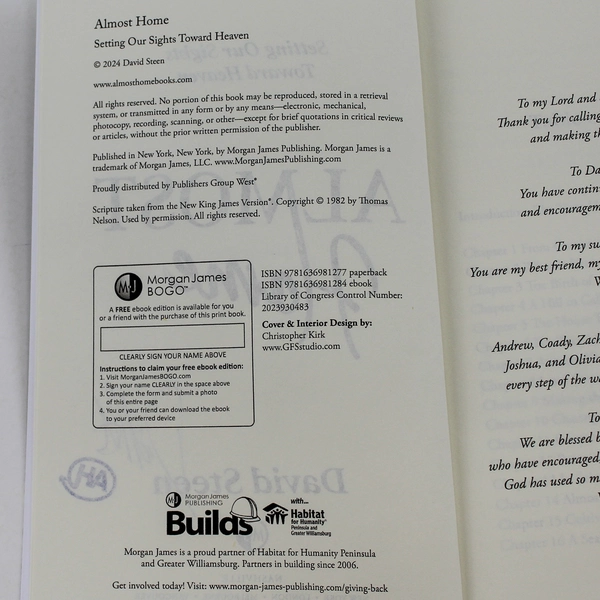 Almost Home
Setting Our Sights Toward Heaven
© 2024 David Steen
www.almosthomebooks.com
All rights reserved. No portion of this book may be reproduced, stored in a retrieval
system, or transmitted in any form or by any means—electronic, mechanical,
photocopy, recording, scanning, or other—except for brief quotations in critical reviews
or articles, without the prior written permission of the publisher.
Published in New York, New York, by Morgan James Publishing. Morgan James is a
trademark of Morgan James, LLC. www.MorganJamesPublishing.com
Proudly distributed by Publishers Group West®
Scripture taken from the New King James Version®. Copyright © 1982 by Thomas
Nelson. Used by permission. All rights reserved.
MJ Morgan James
BOGO™
A FREE ebook edition is available for you
or a friend with the purchase of this print book.
CLEARLY SIGN YOUR NAME ABOVE
Instructions to claim your free ebook edition:
1. Visit MorganJamesBOGO.com
2. Sign your name CLEARLY in the space above
3. Complete the form and submit a photo
of this entire page
4. You or your friend can download the ebook
to your preferred device
ISBN 9781636981277 paperback
ISBN 9781636981284 ebook
Library of Congress Control Number:
2023930483
Cover & Interior Design by:
Christopher Kirk
www.GFSstudio.com
Morgan James
PUBLISHING
Builds
with...
Habitat
for Humanity®
Peninsula and
Greater Williamsburg
Morgan James is a proud partner of Habitat for Humanity Peninsula
and Greater Williamsburg. Partners in building since 2006.
Get involved today! Visit: www.morgan-james-publishing.com/giving-back
To my Lord and
Thank you for calling
and making th
To Da
You have contin
and encouragem
To my su
You are my best friend, my
W
Andrew, Coady, Zach
Joshua, and Olivia
every step of the w
To
We are blessed b
who have encouraged,
God has used so m